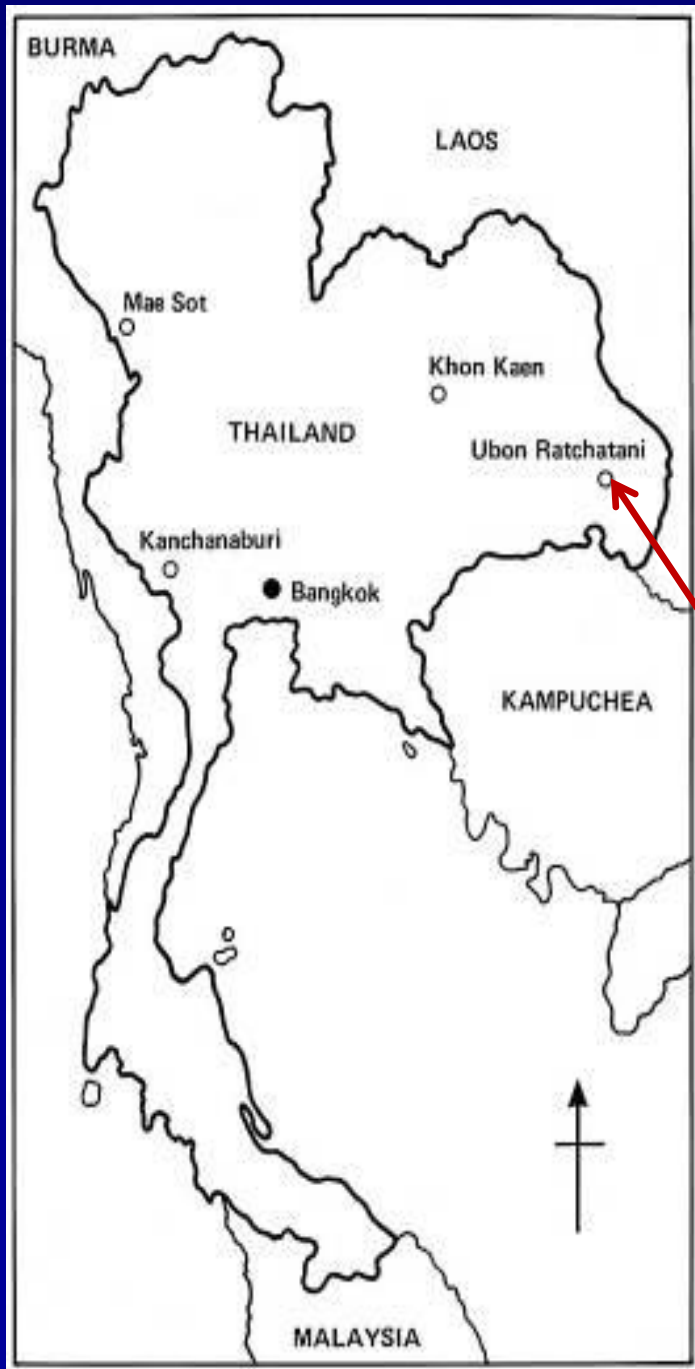 BURMA
LAOS
Mae Sot
Khon Kaen
THAILAND
Ubon Ratchatani
Kanchanaburi
Bangkok
KAMPUCHEA
MALAYSIA